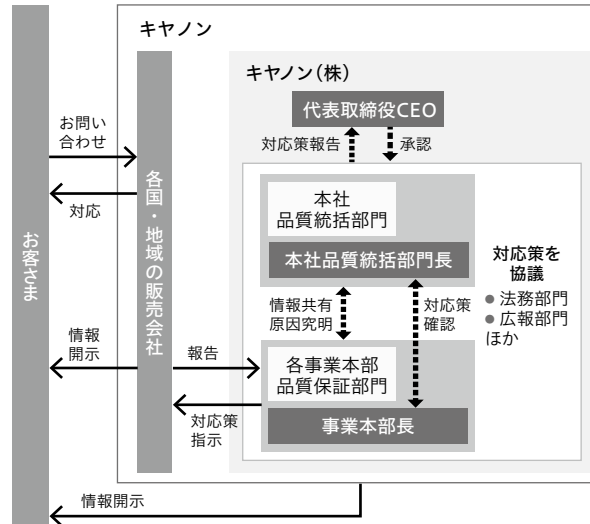 キヤノン
キヤノン（株）
代表取締役CEO
対応策報告
承認
お問い
合わせ
対応
お客さま
各国・地域の販売会社
本社
品質統括部門
本社品質統括部門長
対応策を
協議
● 法務部門
● 広報部門
ほか
情報共有
原因究明
対応策
確認
情報
開示
報告
各事業本部
品質保証部門
対応策
指示
事業本部長
情報開示